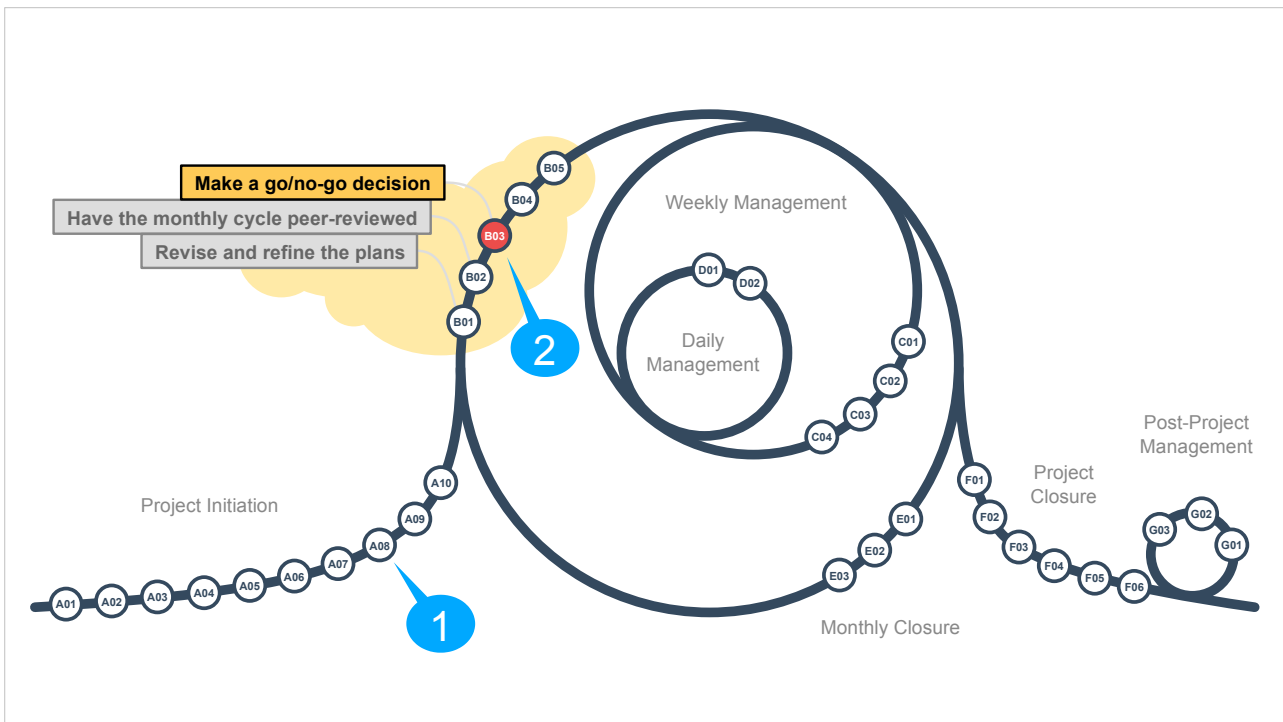 Make a go/no-go decision
Have the monthly cycle peer-reviewed
Revise and refine the plans
B05
B04
B03
B02
B01
2
Weekly Management
D01
D02
Daily
Management
C01
C02
C03
C04
Project Initiation
A10
A09
A08
A07
A06
A05
A04
A03
A02
A01
1
E01
E02
E03
Monthly Closure
Project
Closure
F01
F02
F03
F04
F05
F06
Post-Project
Management
G03
G02
G01